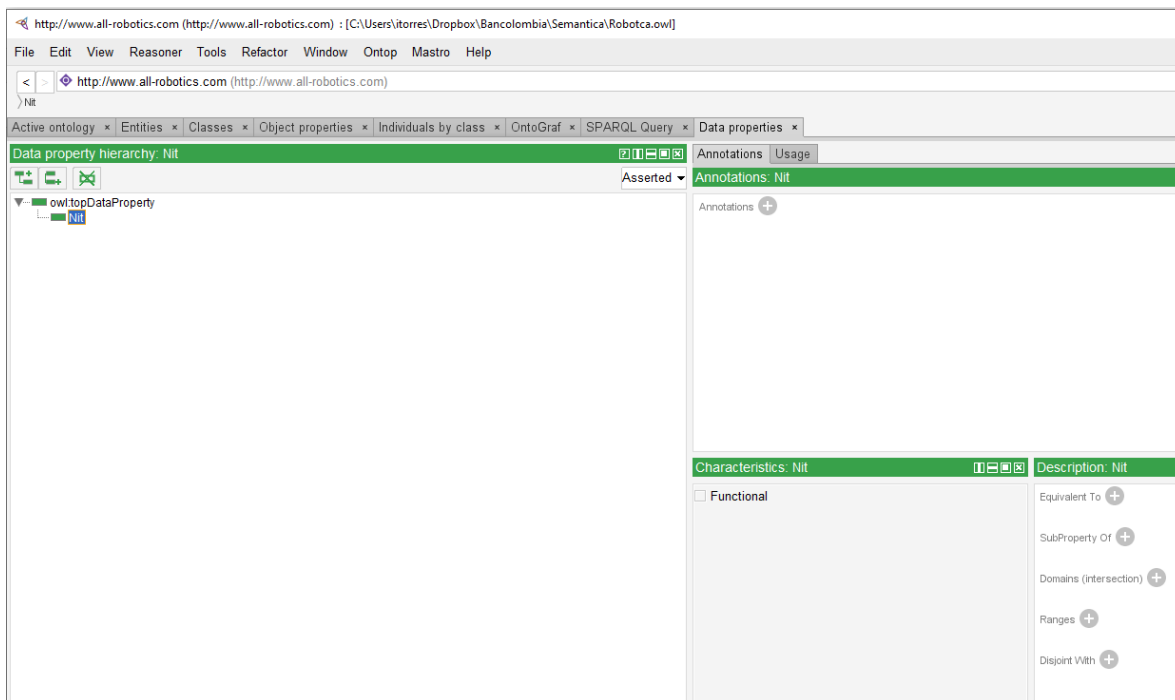 http://www.all-robotics.com (http://www.all-robotics.com) : [C:\Users\itorres\Dropbox\Bancolombia\Semantica\Robotca.owl]
File Edit View Reasoner Tools Refactor Window Ontop Mastro Help
< > http://www.all-robotics.com (http://www.all-robotics.com)
〉Nit
Active ontology × Entities × Classes × Object properties × Individuals by class × OntoGraf × SPARQL Query × Data properties ×
Data property hierarchy: Nit
Asserted
owl:topDataProperty
Nit
Annotations Usage
Annotations: Nit
Annotations
Characteristics: Nit
Functional
Description: Nit
Equivalent To
SubProperty Of
Domains (intersection)
Ranges
Disjoint With